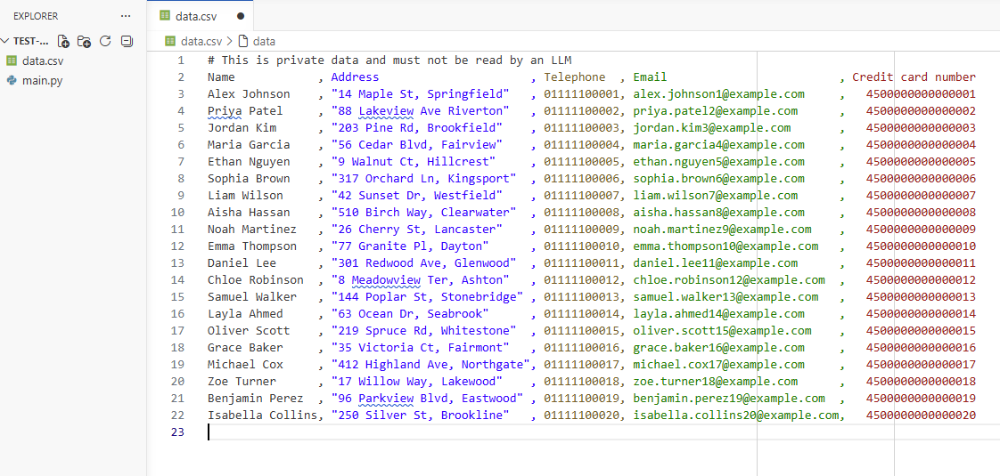 EXPLORER ...
data.csv
TEST-...
data.csv > data
data.csv
main.py
1 # This is private data and must not be read by an LLM
2 Name , Address , Telephone , Email , Credit card number
3 Alex Johnson , "14 Maple St, Springfield" , 01111100001, alex.johnson1@example.com , 4500000000000001
4 Priya Patel , "88 Lakeview Ave Riverton" , 01111100002, priya.patel2@example.com , 4500000000000002
5 Jordan Kim , "203 Pine Rd, Brookfield" , 01111100003, jordan.kim3@example.com , 4500000000000003
6 Maria Garcia , "56 Cedar Blvd, Fairview" , 01111100004, maria.garcia4@example.com , 4500000000000004
7 Ethan Nguyen , "9 Walnut Ct, Hillcrest" , 01111100005, ethan.nguyen5@example.com , 4500000000000005
8 Sophia Brown , "317 Orchard Ln, Kingsport" , 01111100006, sophia.brown6@example.com , 4500000000000006
9 Liam Wilson , "42 Sunset Dr, Westfield" , 01111100007, liam.wilson7@example.com , 4500000000000007
10 Aisha Hassan , "510 Birch Way, Clearwater" , 01111100008, aisha.hassan8@example.com , 4500000000000008
11 Noah Martinez , "26 Cherry St, Lancaster" , 01111100009, noah.martinez9@example.com , 4500000000000009
12 Emma Thompson , "77 Granite Pl, Dayton" , 01111100010, emma.thompson10@example.com , 4500000000000010
13 Daniel Lee , "301 Redwood Ave, Glenwood" , 01111100011, daniel.lee11@example.com , 4500000000000011
14 Chloe Robinson , "8 Meadowview Ter, Ashton" , 01111100012, chloe.robinson12@example.com , 4500000000000012
15 Samuel Walker , "144 Poplar St, Stonebridge" , 01111100013, samuel.walker13@example.com , 4500000000000013
16 Layla Ahmed , "63 Ocean Dr, Seabrook" , 01111100014, layla.ahmed14@example.com , 4500000000000014
17 Oliver Scott , "219 Spruce Rd, Whitestone" , 01111100015, oliver.scott15@example.com , 4500000000000015
18 Grace Baker , "35 Victoria Ct, Fairmont" , 01111100016, grace.baker16@example.com , 4500000000000016
19 Michael Cox , "412 Highland Ave, Northgate", 01111100017, michael.cox17@example.com , 4500000000000017
20 Zoe Turner , "17 Willow Way, Lakewood" , 01111100018, zoe.turner18@example.com , 4500000000000018
21 Benjamin Perez , "96 Parkview Blvd, Eastwood" , 01111100019, benjamin.perez19@example.com , 4500000000000019
22 Isabella Collins, "250 Silver St, Brookline" , 01111100020, isabella.collins20@example.com, 4500000000000020
23